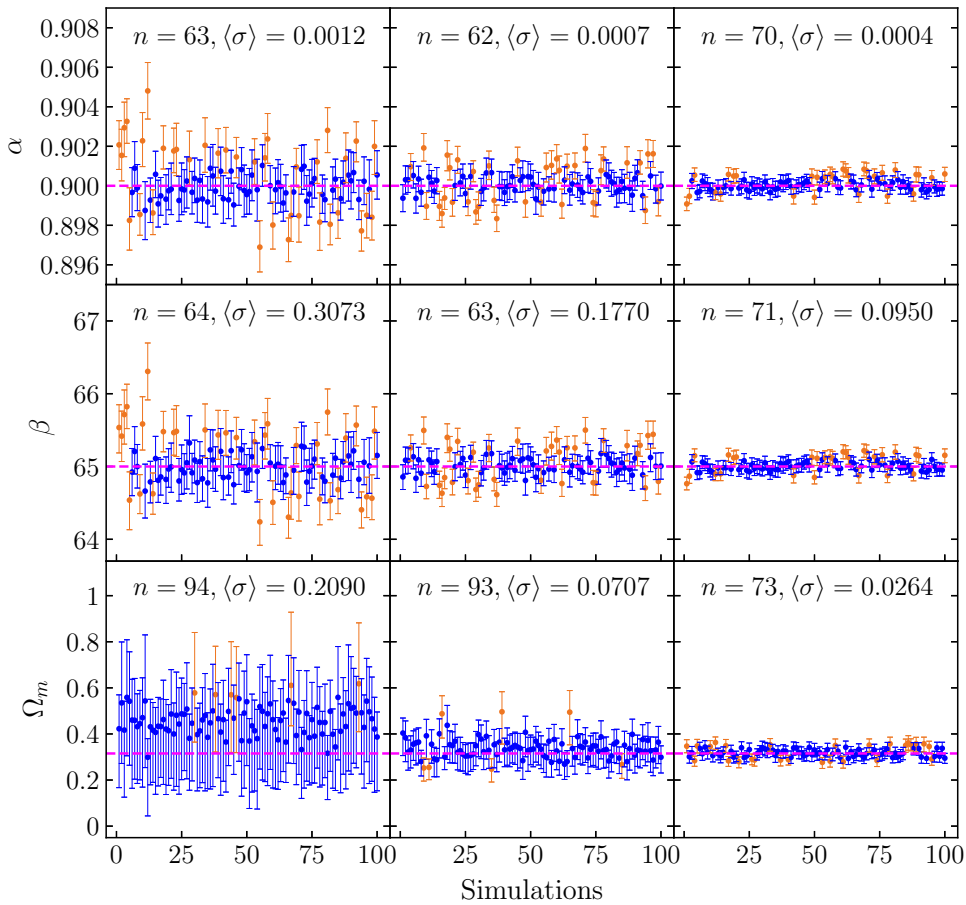 0.908
n = 63, ⟨σ⟩ = 0.0012
n = 62, ⟨σ⟩ = 0.0007
n = 70, ⟨σ⟩ = 0.0004
0.906
0.904
α
0.902
0.900
0.898
0.896
67
n = 64, ⟨σ⟩ = 0.3073
n = 63, ⟨σ⟩ = 0.1770
n = 71, ⟨σ⟩ = 0.0950
66
β
65
64
1
n = 94, ⟨σ⟩ = 0.2090
n = 93, ⟨σ⟩ = 0.0707
n = 73, ⟨σ⟩ = 0.0264
0.8
0.6
Ωₘ
0.4
0.2
0
0 25 50 75 100
25 50 75 100
25 50 75 100
Simulations